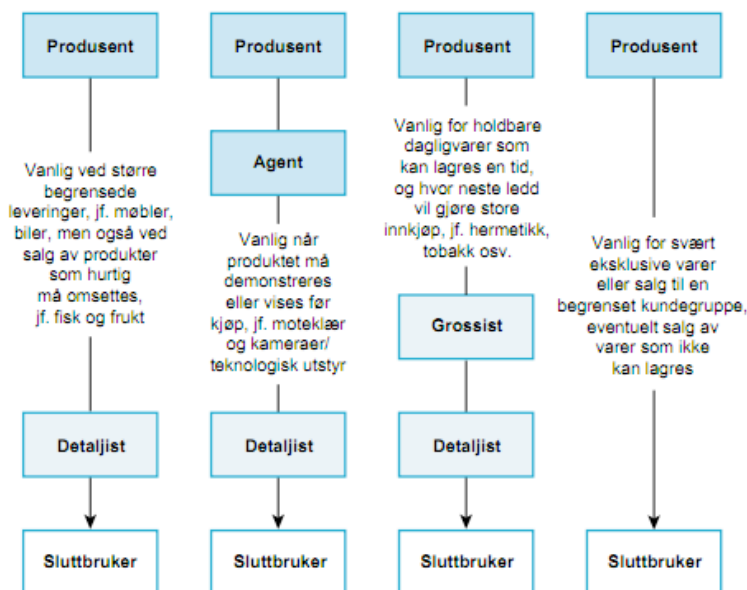 Produsent
Vanlig ved større
begrensede
leveringer, jf. møbler,
biler, men også ved
salg av produkter
som hurtig
må omsettes,
jf. fisk og frukt
Detaljist
Sluttbruker
Produsent
Agent
Vanlig når
produktet må
demonstreres
eller vises før
kjøp, jf. moteklær
og kameraer/
teknologisk utstyr
Detaljist
Sluttbruker
Produsent
Vanlig for holdbare
dagligvarer som
kan lagres en tid,
og hvor neste ledd
vil gjøre store
innkjøp, jf. hermetikk,
tobakk osv.
Grossist
Detaljist
Sluttbruker
Produsent
Vanlig for svært
eksklusive varer
eller salg til en
begrenset kundegruppe,
eventuelt salg av
varer som ikke
kan lagres
Sluttbruker